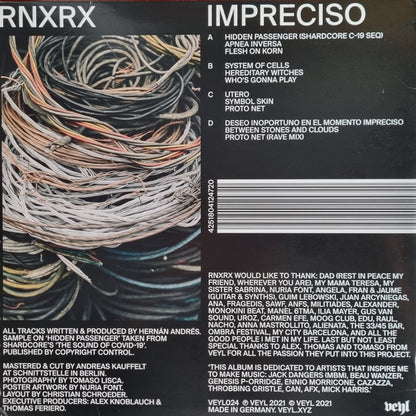 RNXRX
IMPRECISO
A HIDDEN PASSENGER (SHARDCORE C-19 SEQ)
APNEA INVERSA
FLESH ON KORN
B SYSTEM OF CELLS
HEREDITARY WITCHES
WHO'S GONNA PLAY
C UTERO
SYMBOL SKIN
PROTO NET
D DESEO INOPORTUNO EN EL MOMENTO IMPRECISO
BETWEEN STONES AND CLOUDS
PROTO NET (RAVE MIX)
4251804124720
ALL TRACKS WRITTEN & PRODUCED BY HERNÁN ANDRÉS.
SAMPLE ON 'HIDDEN PASSENGER' TAKEN FROM
SHARDCORE'S 'THE SOUND OF COVID-19'.
PUBLISHED BY COPYRIGHT CONTROL.
MASTERED & CUT BY ANDREAS KAUFFELT
AT SCHNITTSTELLE IN BERLIN.
PHOTOGRAPHY BY TOMASO LISCA.
POSTER ARTWORK BY NURIA FONT.
LAYOUT BY CHRISTIAN SCHROEDER.
EXECUTIVE PRODUCERS: ALEX KNOBLAUCH &
THOMAS FERIERO.
RNXRX WOULD LIKE TO THANK: DAD (REST IN PEACE MY
FRIEND, WHEREVER YOU ARE), MY MAMA TERESA, MY
SISTER SABRINA, NURIA FONT, ANGELA, FRAN & JAUME
(GUITAR & SYNTHS), GUIM LEBOWSKI, JUAN ARCYNIEGAS,
ANA, FRAGEDIS, SAWF, ANFS, MILITIADES, ALEXANDER,
MONOKINI BEAT, MANEL 67MA, ILIA MAYER, GUS VAN
SOUND, UROZ, CARMEN EFE, MOOG CLUB, EDU, RAUL,
NACHO, ANNA MASTROLLITO, ALIENATA, THE 33/45 BAR,
OMBRA FESTIVAL, MY CITY BARCELONA, AND ALL THE
GOOD PEOPLE I MET IN MY LIFE. LAST BUT NOT LEAST
SPECIAL THANKS TO ALEX, THOMAS AND TOMASO FROM
VEYL FOR ALL THE PASSION THEY PUT INTO THIS PROJECT.
'THIS ALBUM IS DEDICATED TO ARTISTS THAT INSPIRE ME
TO MAKE MUSIC: JACK DANGERS (MBM), BEAU WANZER,
GENESIS P-ORRIDGE, ENNIO MORRICONE, CAZAZZA,
THROBBING GRISTLE, CAN, AFX, MICK HARRIS.'
VEYL024 ℗ VEYL 2021 © VEYL 2021
MADE IN GERMANY. VEYL.XYZ
veyl